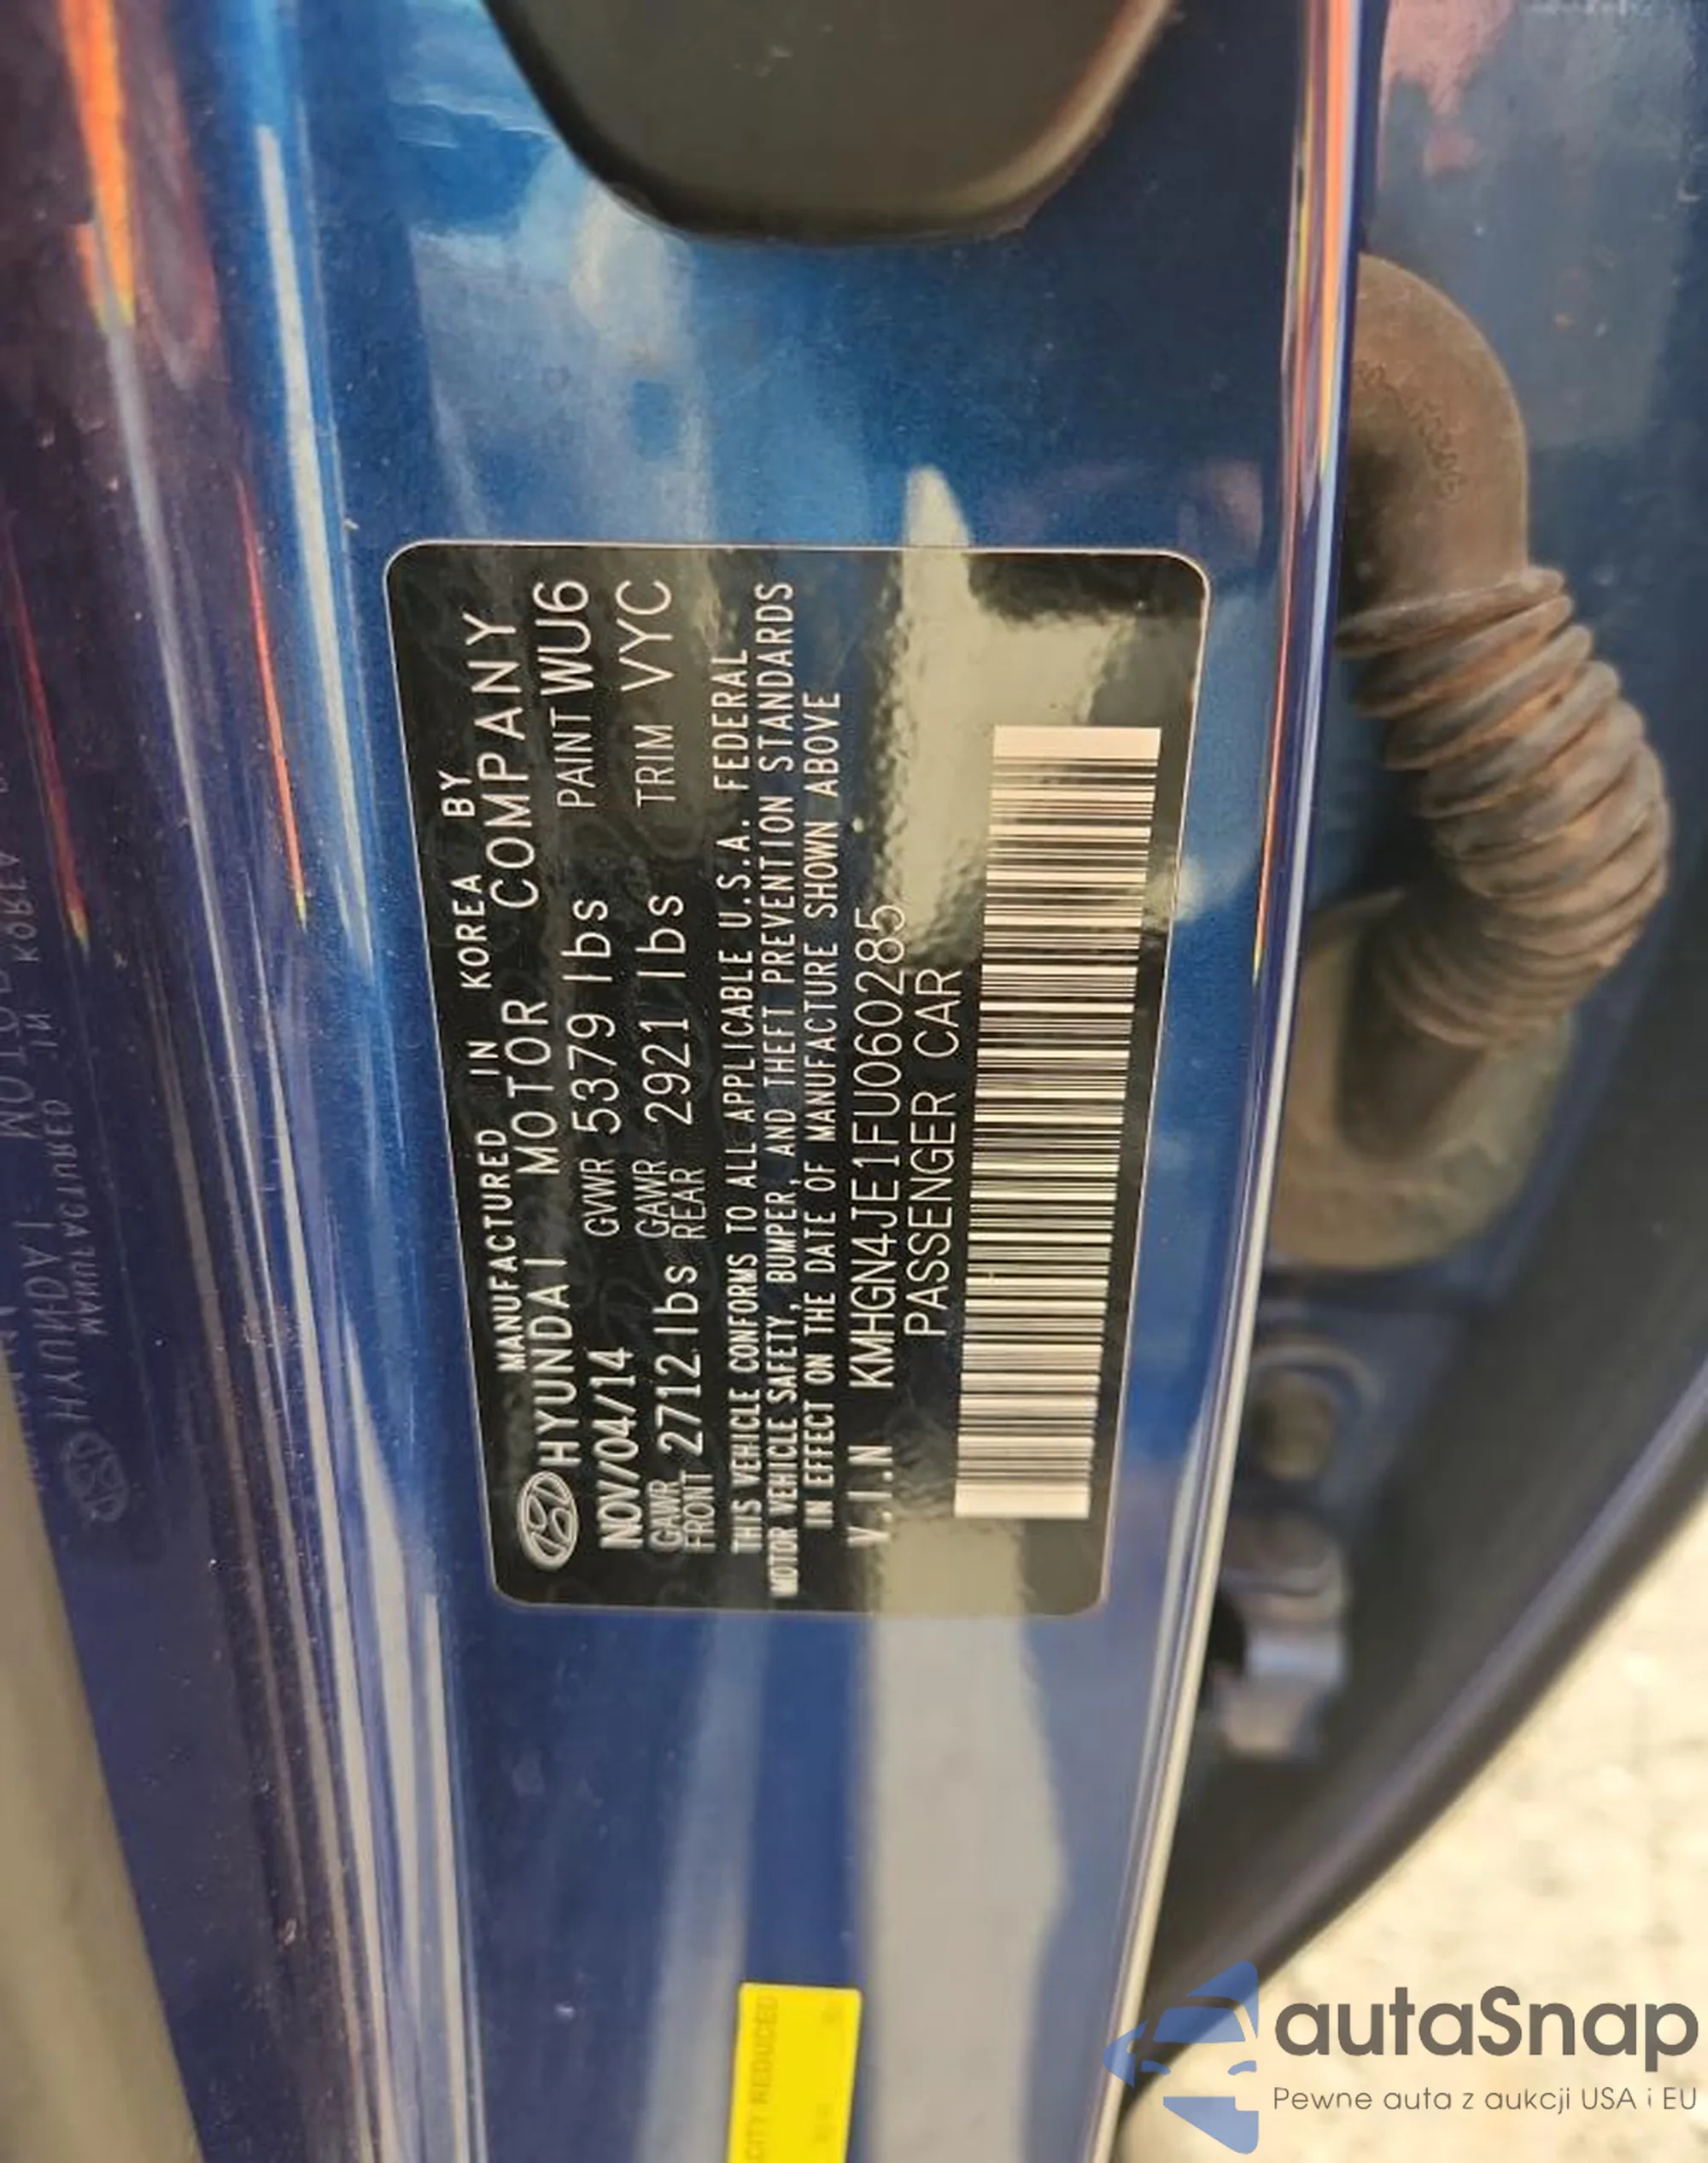 MANUFACTURED IN KOREA BY
HYUNDAI MOTOR COMPANY
NOV/04/14 GVWR 5379 lbs PAINT WU6
GAWR FRONT 2712 lbs GAWR REAR 2921 lbs TRIM VYC
THIS VEHICLE CONFORMS TO ALL APPLICABLE U.S.A. FEDERAL
MOTOR VEHICLE SAFETY, BUMPER, AND THEFT PREVENTION STANDARDS
IN EFFECT ON THE DATE OF MANUFACTURE SHOWN ABOVE
V.I.N KMHGN4JE1FU060285
PASSENGER CAR
CITY REDUCED
autaSnap
Pewne auta z aukcji USA i EU